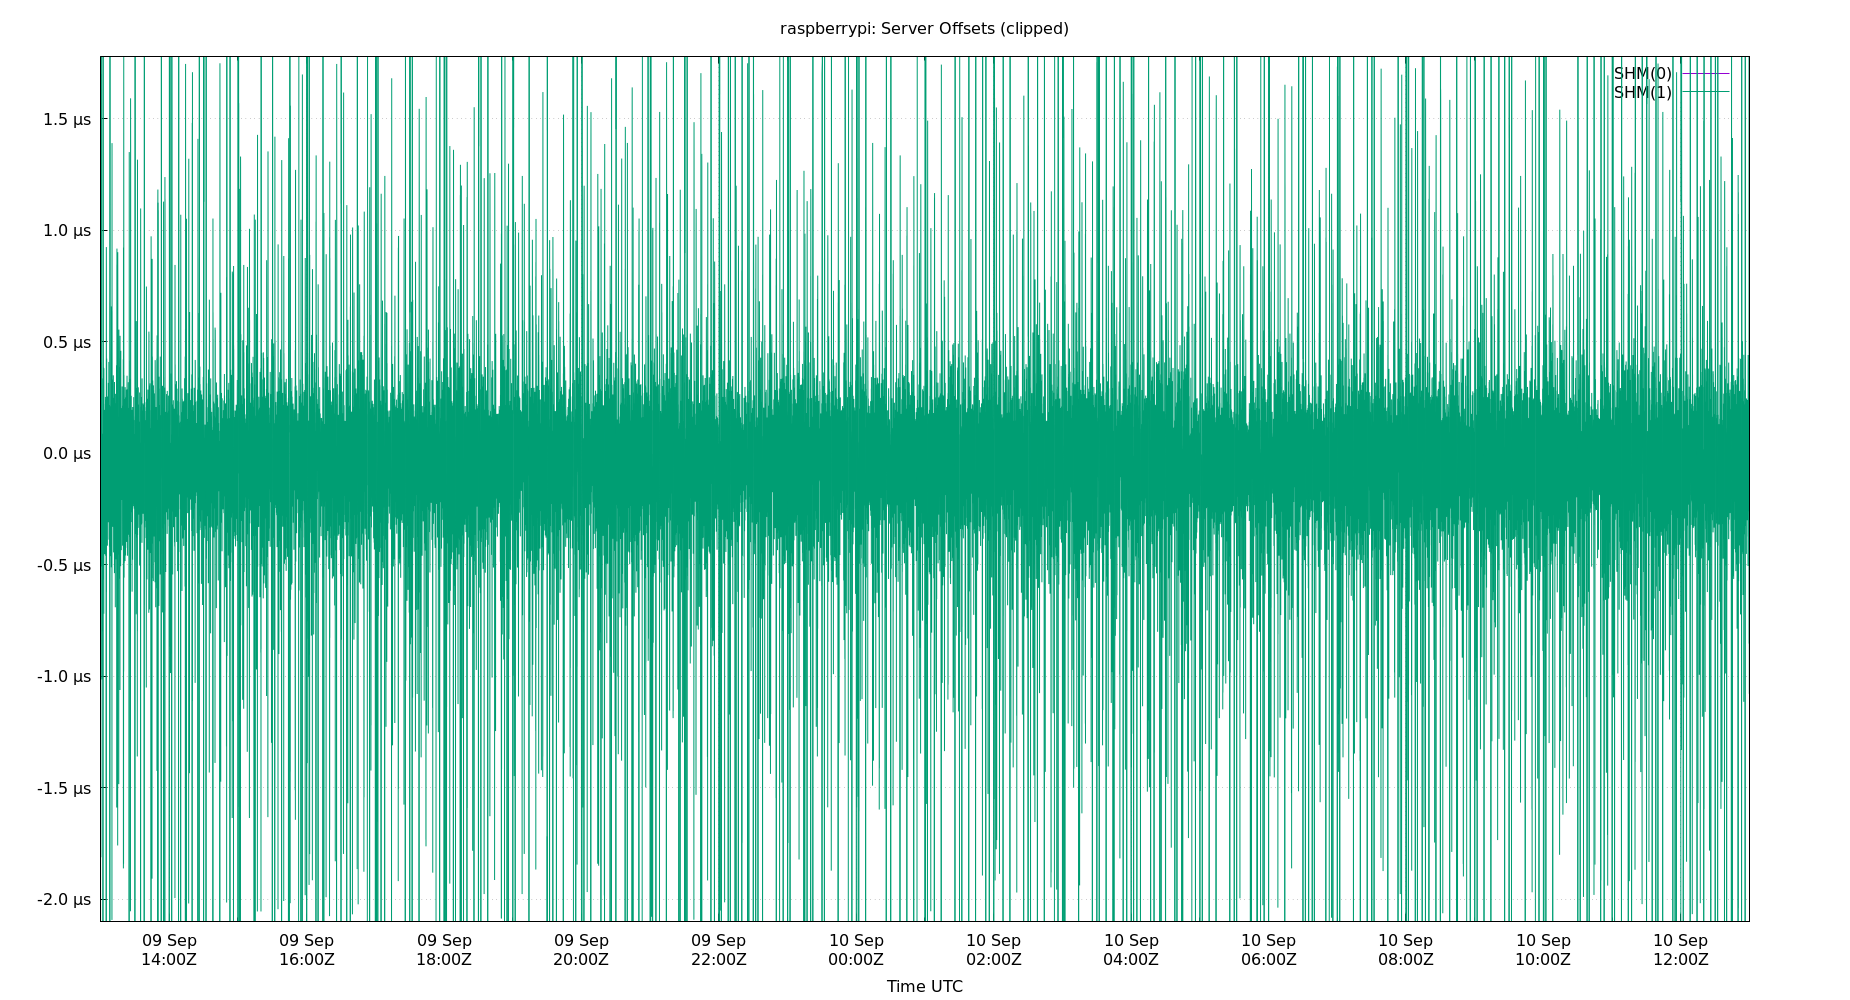 raspberrypi: Server Offsets (clipped)
SHM(0)
SHM(1)
1.5 µs
1.0 µs
0.5 µs
0.0 µs
-0.5 µs
-1.0 µs
-1.5 µs
-2.0 µs
09 Sep 09 Sep 09 Sep 09 Sep 09 Sep 10 Sep 10 Sep 10 Sep 10 Sep 10 Sep 10 Sep 10 Sep
14:00Z 16:00Z 18:00Z 20:00Z 22:00Z 00:00Z 02:00Z 04:00Z 06:00Z 08:00Z 10:00Z 12:00Z
Time UTC